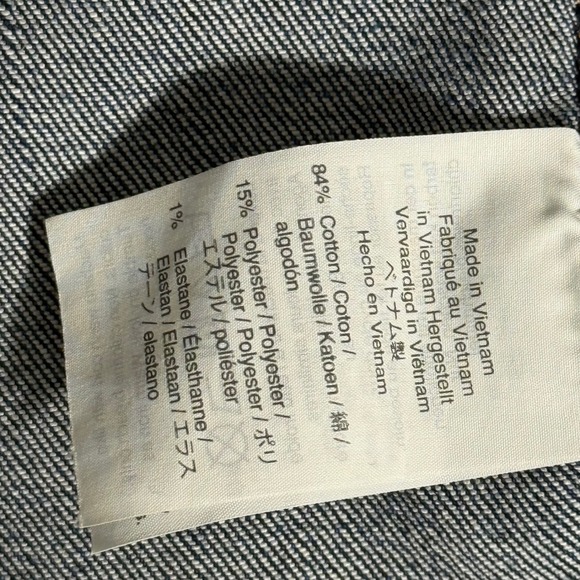 Made in Vietnam
Fabriqué au Vietnam
in Vietnam Hergestellt
Vervaardigd in Viëtnam
ベトナム製
Hecho en Vietnam
84% Cotton / Coton /
Baumwolle / Katoen / 綿 /
algodón
15% Polyester / Polyester /
Polyester / Polyester / ポリ
エステル / poliéster
1% Elastane / Élasthanne /
Elastan / Elastaan / エラス
テーン / elastano